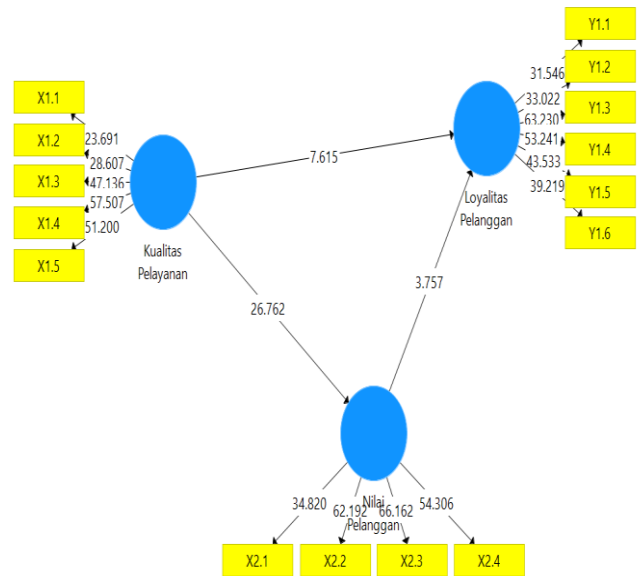 X1.1
X1.2
X1.3
X1.4
X1.5
23.691
28.607
47.136
57.507
51.200
Kualitas
Pelayanan
7.615
26.762
3.757
Y1.1
Y1.2
Y1.3
Y1.4
Y1.5
Y1.6
31.546
33.022
63.230
53.241
43.533
39.219
Loyalitas
Pelanggan
Nilai
Pelanggan
34.820
62.192
66.162
54.306
X2.1
X2.2
X2.3
X2.4